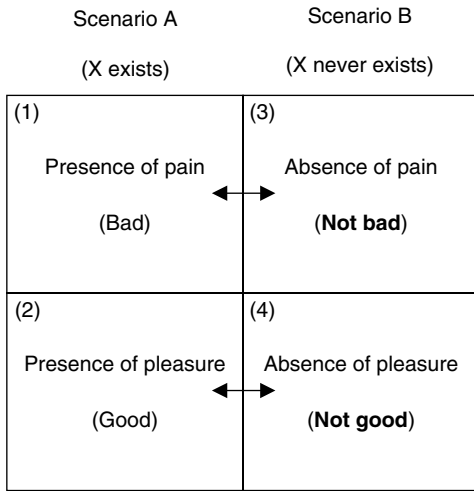 Scenario A
(X exists)
Scenario B
(X never exists)
(1)
Presence of pain
(Bad)
(3)
Absence of pain
(Not bad)
(2)
Presence of pleasure
(Good)
(4)
Absence of pleasure
(Not good)